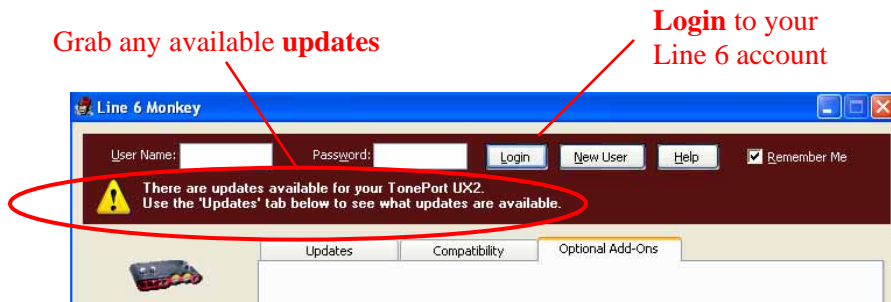 Grab any available updates
Login to your
Line 6 account
Line 6 Monkey
User Name:
Password:
Login
New User
Help
Remember Me
There are updates available for your TonePort UX2.
Use the 'Updates' tab below to see what updates are available.
Updates
Compatibility
Optional Add-Ons